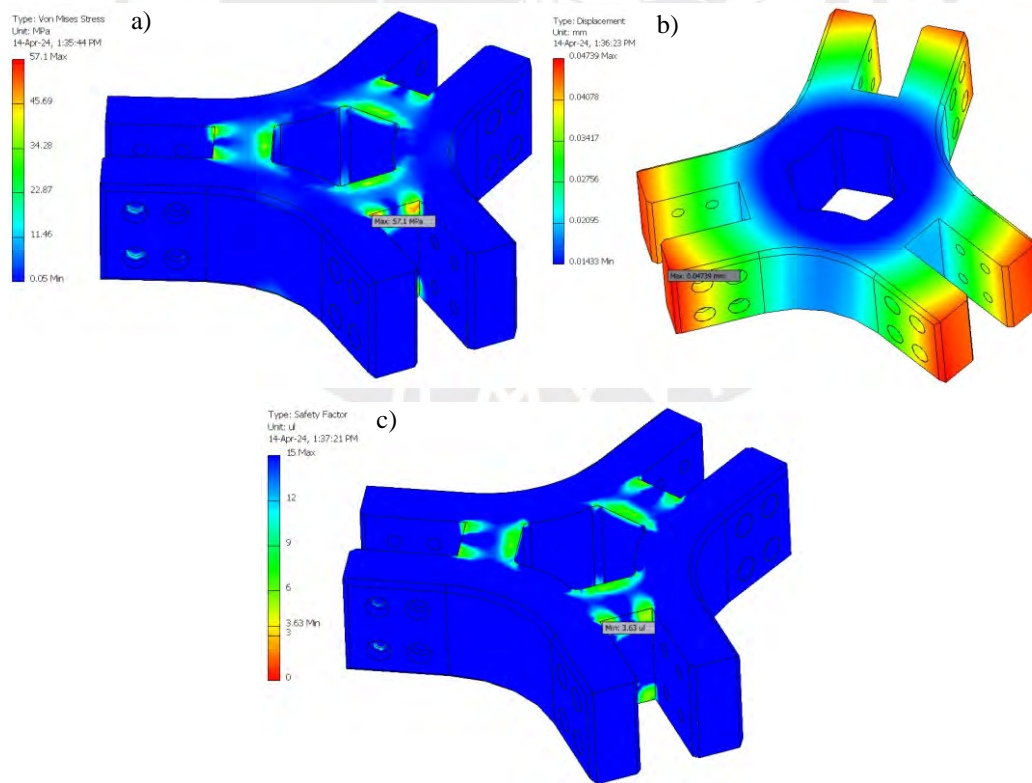 Type: Von Mises Stress
Unit: MPa
14-Apr-24, 1:35:44 PM
57.1 Max
45.69
34.28
22.87
11.46
0.05 Min
a)
Max: 57.1 MPa
Type: Displacement
Unit: mm
14-Apr-24, 1:36:23 PM
0.04739 Max
0.04078
0.03417
0.02756
0.02095
0.01433 Min
b)
Max: 0.04739 mm
Type: Safety Factor
Unit: ul
14-Apr-24, 1:37:21 PM
15 Max
12
9
6
3.63 Min
3
0
c)
Min: 3.63 ul